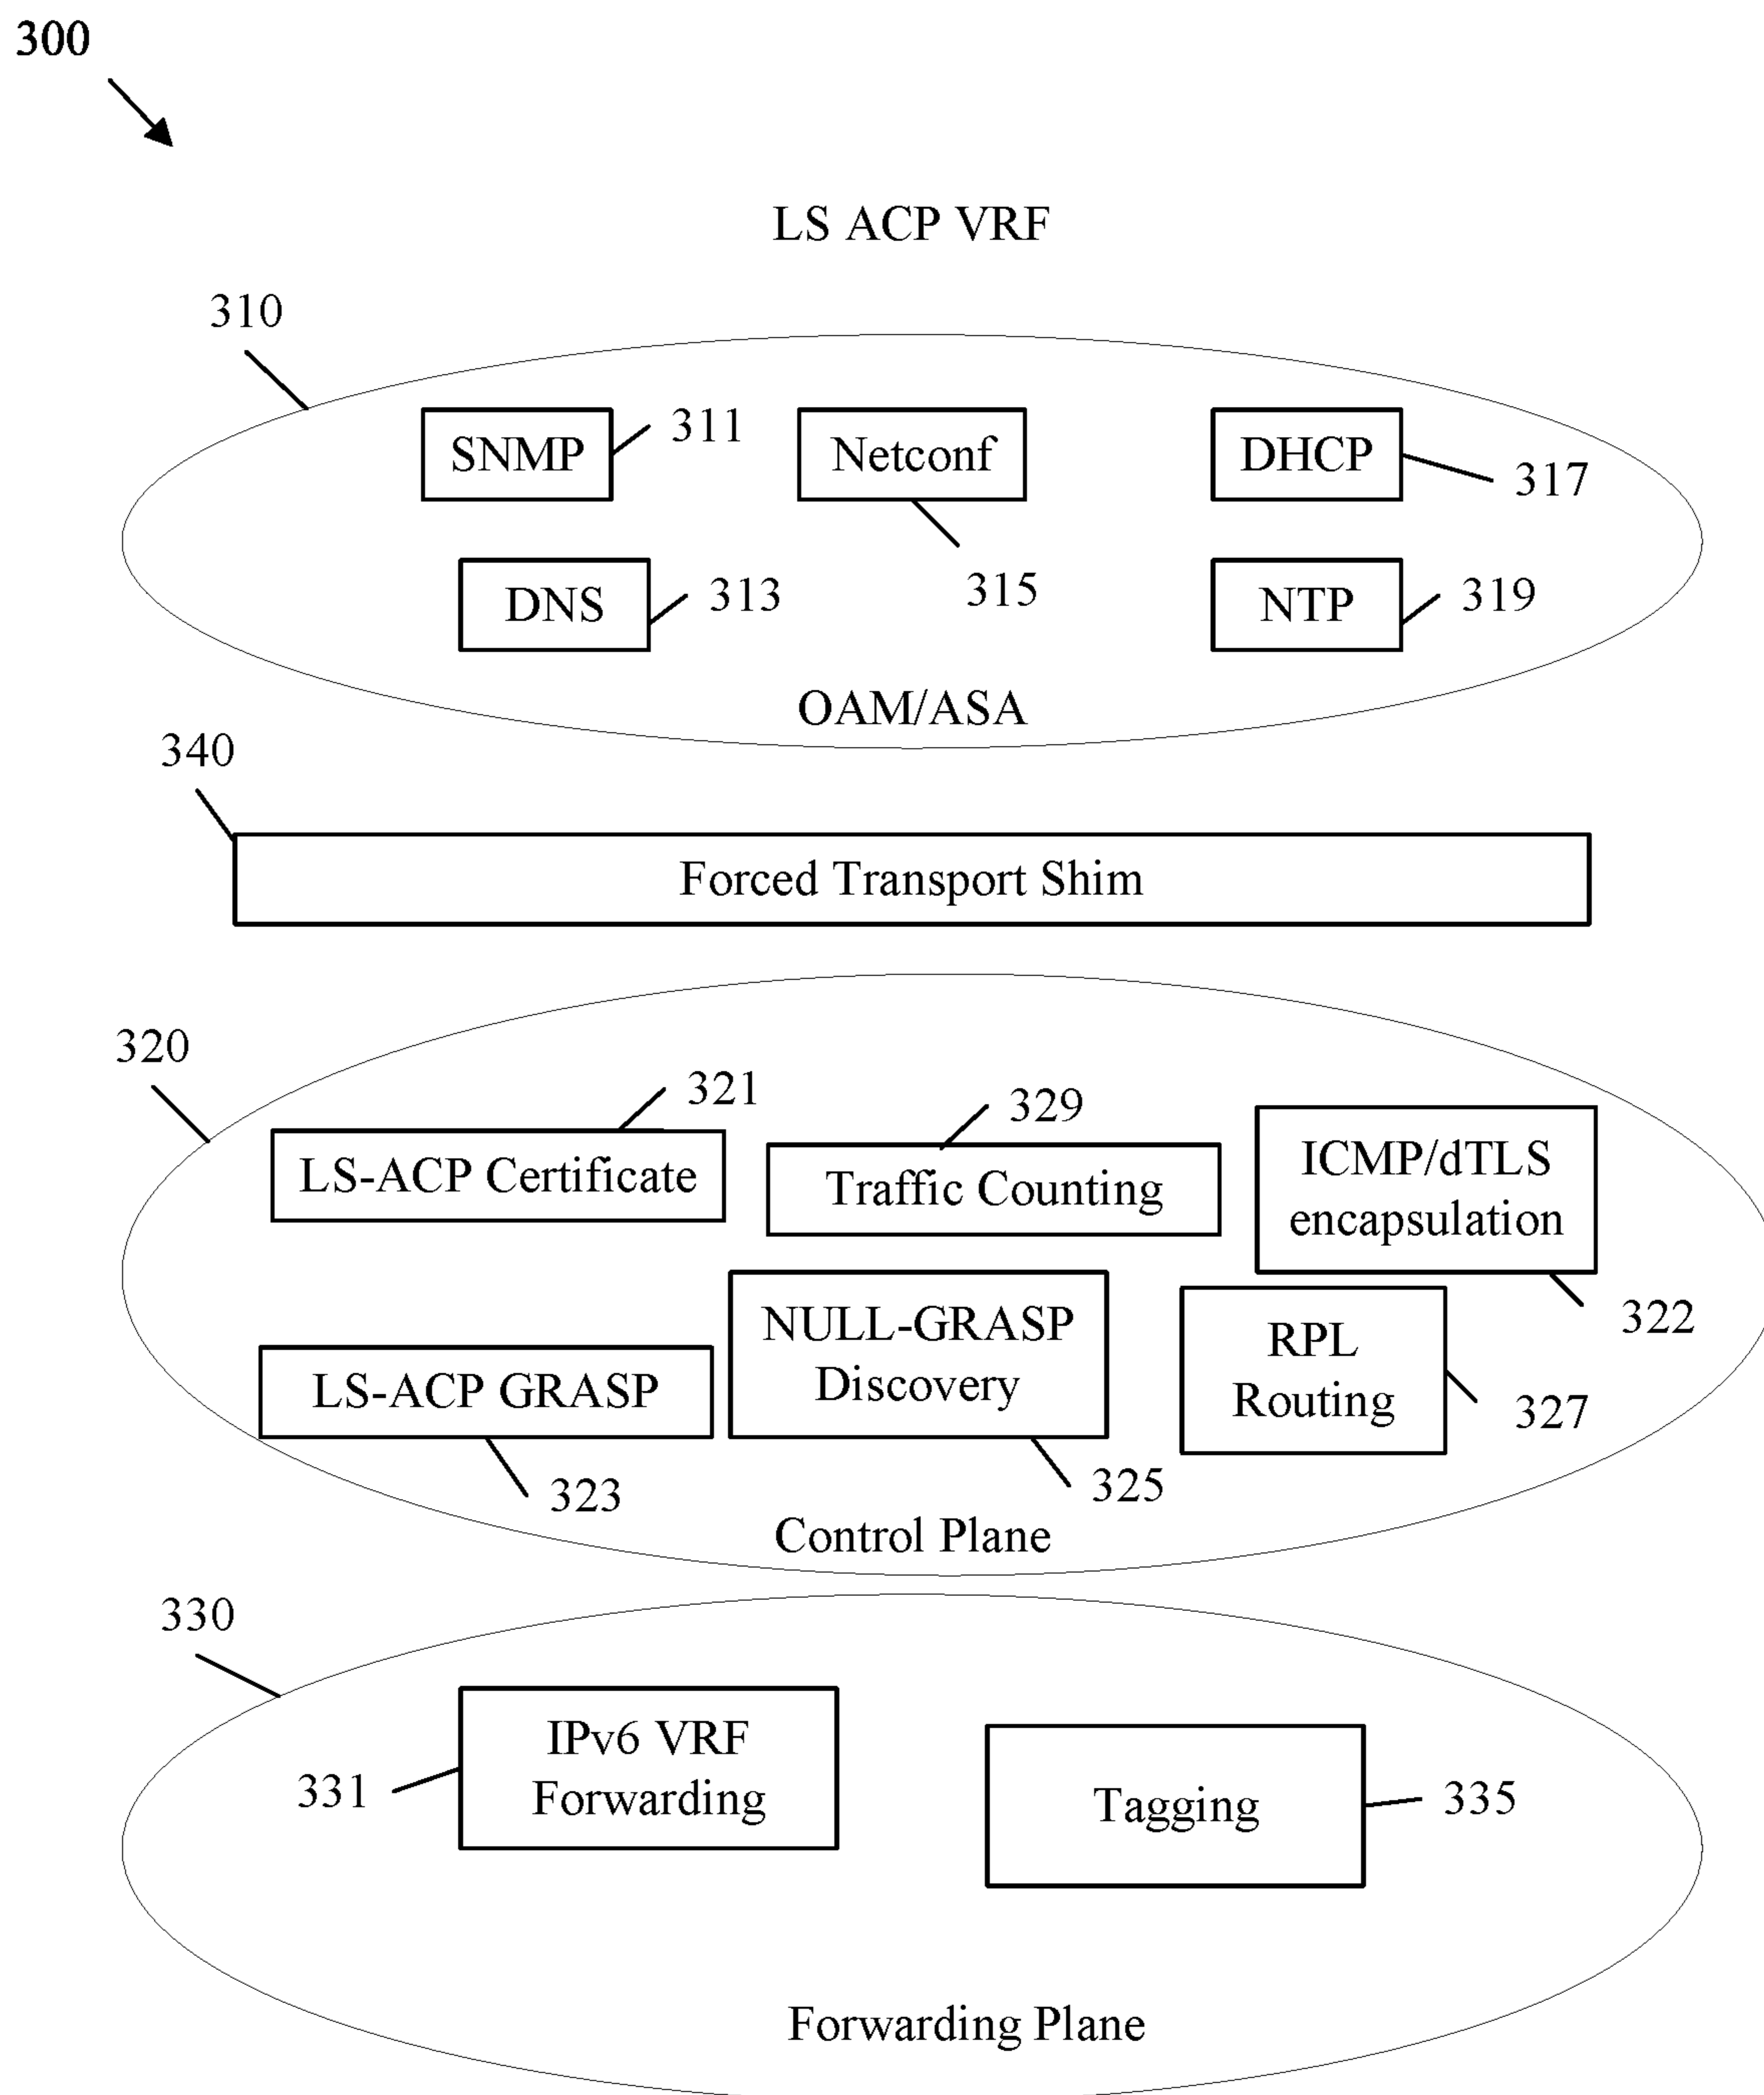 300
LS ACP VRF
310
SNMP
311
Netconf
315
DHCP
317
DNS
313
NTP
319
OAM/ASA
340
Forced Transport Shim
320
321
LS-ACP Certificate
329
Traffic Counting
ICMP/dTLS
encapsulation
322
LS-ACP GRASP
323
NULL-GRASP
Discovery
325
RPL
Routing
327
Control Plane
330
IPv6 VRF
Forwarding
331
Tagging
335
Forwarding Plane